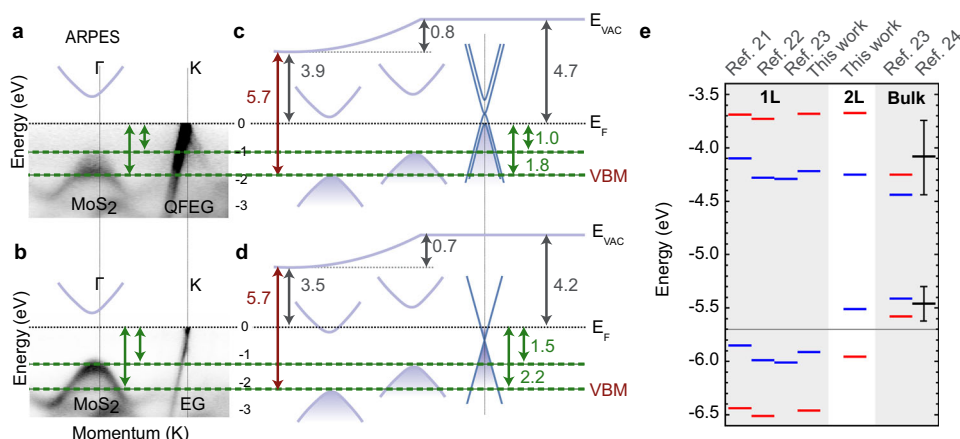 a
ARPES
Γ
K
Energy (eV)
0
-1
-2
-3
MoS2
QFEG
b
Γ
K
Energy (eV)
0
-1
-2
-3
MoS2
EG
Momentum (K)
c
EVAC
0.8
3.9
4.7
5.7
EF
1.0
1.8
VBM
d
EVAC
0.7
3.5
4.2
5.7
EF
1.5
2.2
VBM
e
Ref. 21
Ref. 22
Ref. 23
This work
This work
Ref. 23
Ref. 24
1L
2L
Bulk
Energy (eV)
-3.5
-4.0
-4.5
-5.0
-5.5
-6.0
-6.5